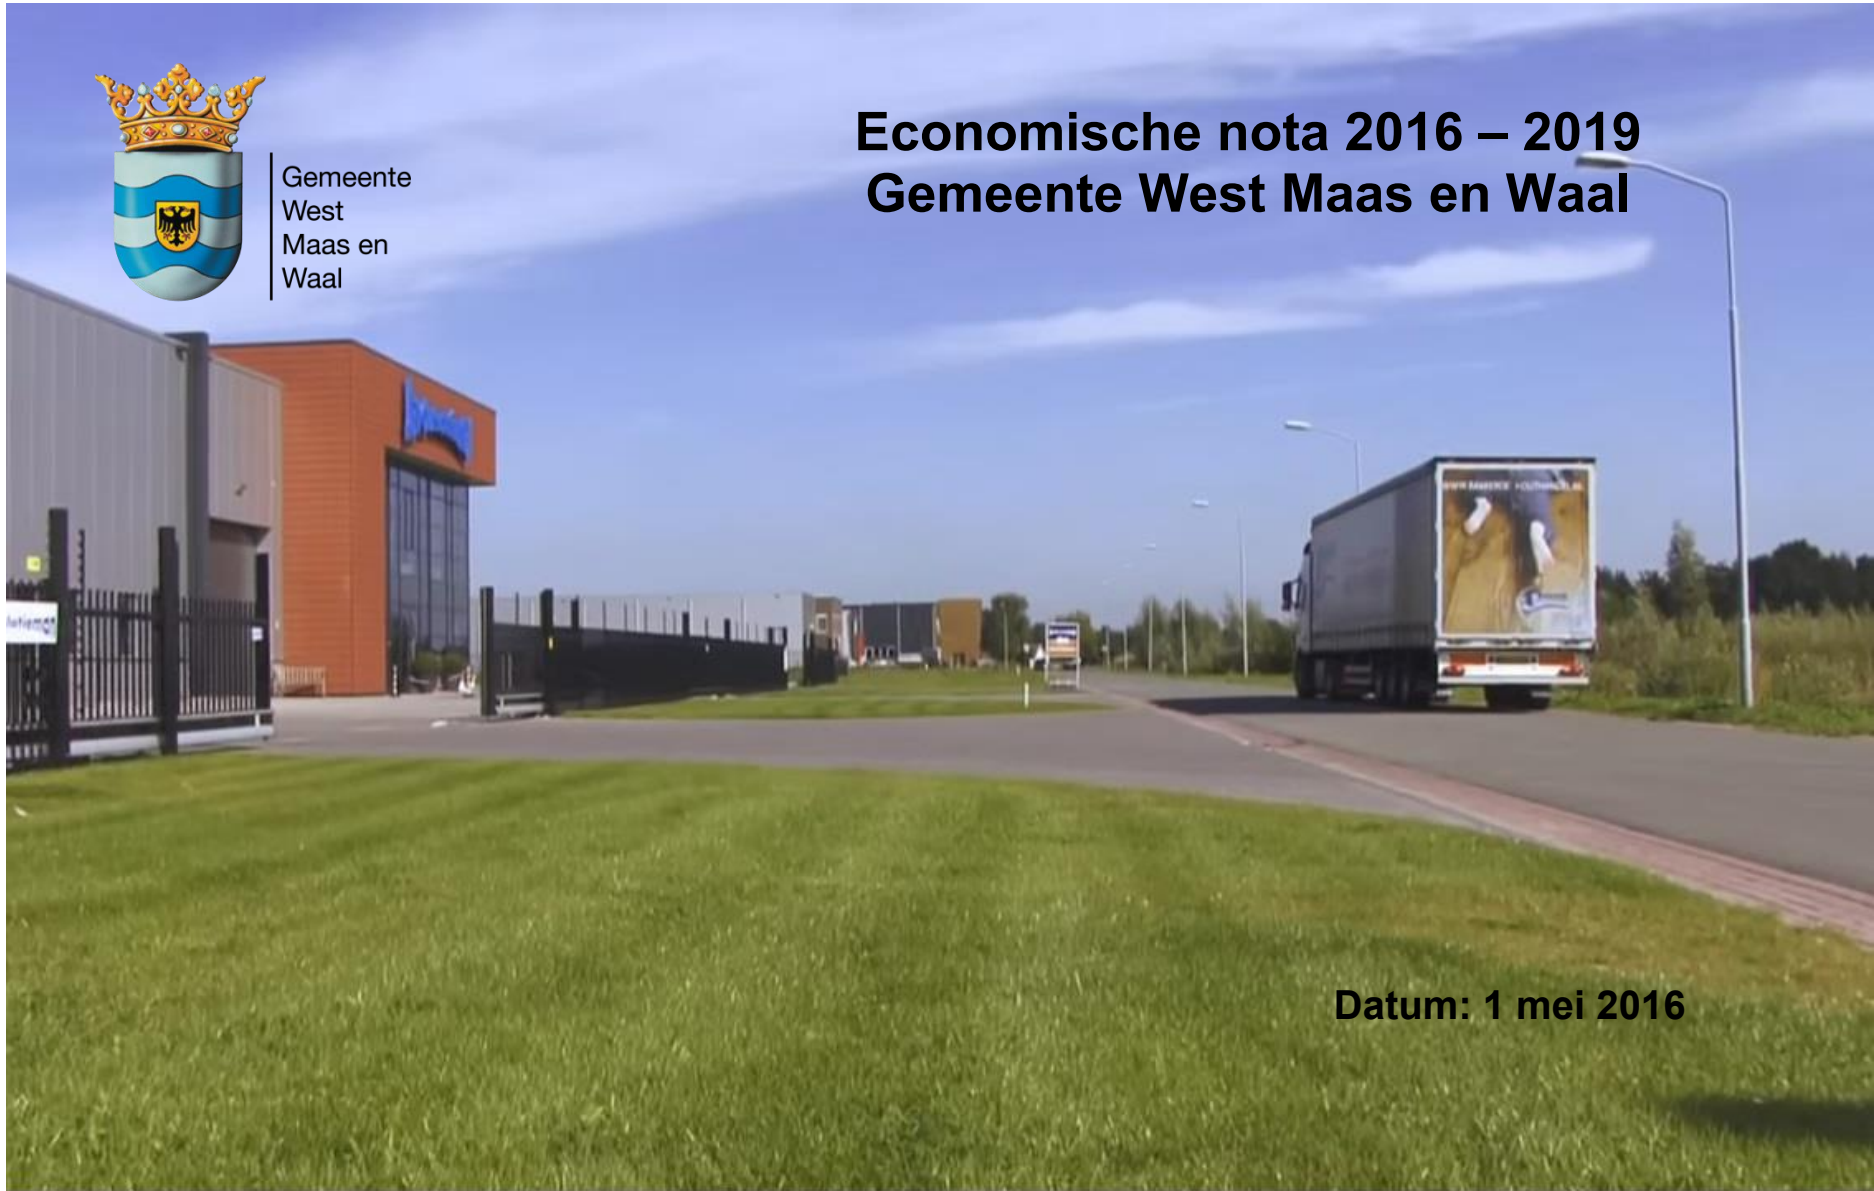 Economische nota 2016 – 2019
Gemeente West Maas en Waal
Gemeente
West
Maas en
Waal
Datum: 1 mei 2016